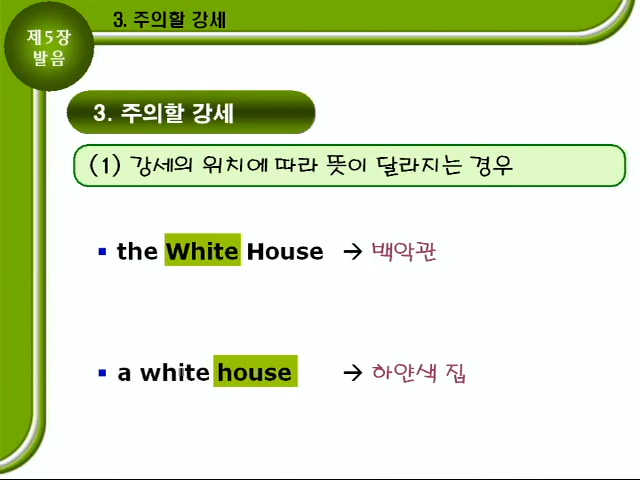 3. 주의할 강세
제5장
발음
3. 주의할 강세
(1) 강세의 위치에 따라 뜻이 달라지는 경우
▪ the White House → 백악관
▪ a white house → 하얀색 집